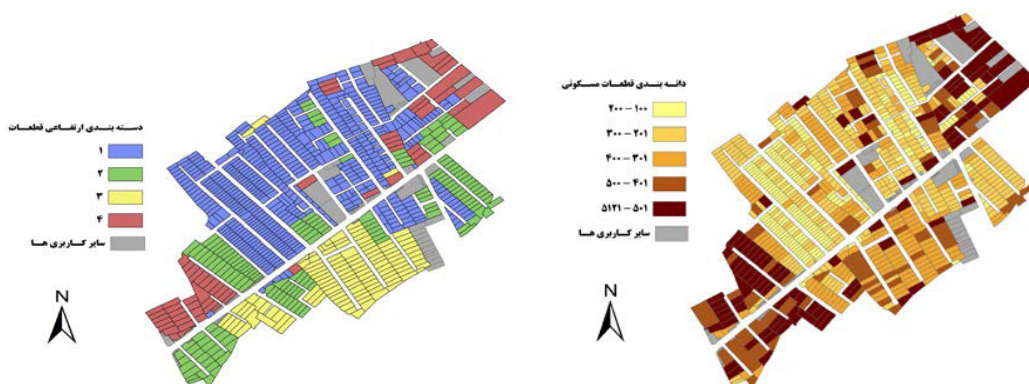 دسته بندی ارتفاعی قطعات
۱
۲
۳
۴
سایر کاربری ها
N
دانه بندی قطعات مسکونی
۲۰۰ - ۱۰۰
۳۰۰ - ۲۰۱
۴۰۰ - ۳۰۱
۵۰۰ - ۴۰۱
۵۱۲۱ - ۵۰۱
سایر کاربری ها
N